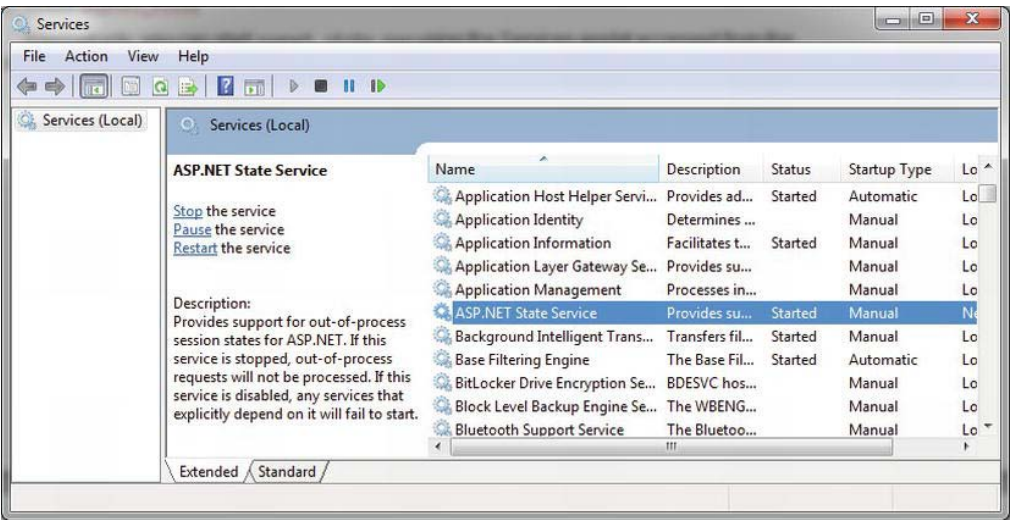 Services
File Action View Help
Services (Local)
Services (Local)
ASP.NET State Service
Stop the service
Pause the service
Restart the service
Description:
Provides support for out-of-process
session states for ASP.NET. If this
service is stopped, out-of-process
requests will not be processed. If this
service is disabled, any services that
explicitly depend on it will fail to start.
Name Description Status Startup Type Lo
Application Host Helper Servi... Provides ad... Started Automatic Lo
Application Identity Determines ... Manual Lo
Application Information Facilitates t... Started Manual Lo
Application Layer Gateway Se... Provides su... Manual Lo
Application Management Processes in... Manual Lo
ASP.NET State Service Provides su... Started Manual Ne
Background Intelligent Trans... Transfers fil... Started Manual Lo
Base Filtering Engine The Base Fil... Started Automatic Lo
BitLocker Drive Encryption Se... BDESVC hos... Manual Lo
Block Level Backup Engine Se... The WBENG... Manual Lo
Bluetooth Support Service The Bluetoo... Manual Lo
Extended Standard